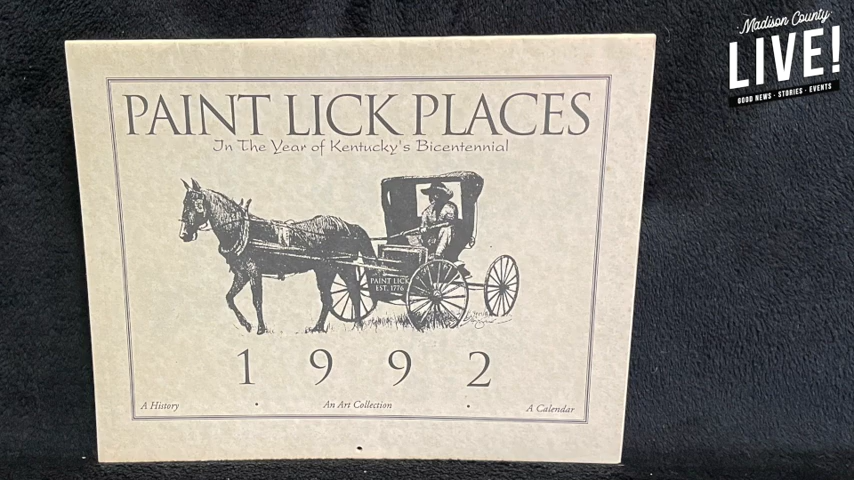 Madison County
LIVE!
GOOD NEWS · STORIES · EVENTS
PAINT LICK PLACES
In The Year of Kentucky's Bicentennial
PAINT LICK
EST. 1776
1992
A History · An Art Collection · A Calendar